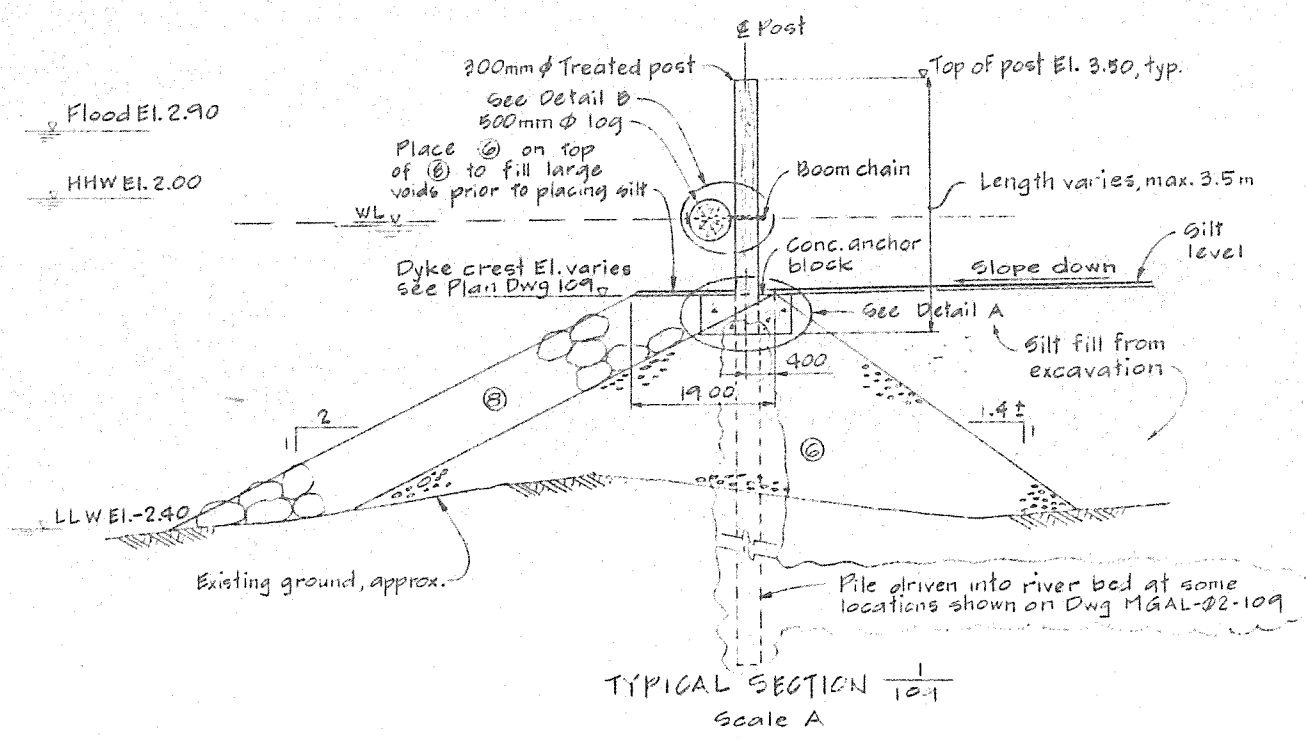 ℄ Post
300mm ϕ Treated post
Top of post El. 3.50, typ.
See Detail B
500mm ϕ log
Flood El. 2.90
Place ⑥ on top
of ⑧ to fill large
voids prior to placing silt
Boom chain
HHW El. 2.00
Length varies, max. 3.5m
WL
Silt
level
Conc. anchor
block
Dyke crest El. varies
see Plan Dwg 109
Slope down
See Detail A
Silt fill from
excavation
400
1900
⑧
2
1
1.4±
1
⑥
LLW El. -2.40
Existing ground, approx.
Pile driven into river bed at some
locations shown on Dwg MGAL-02-109
TYPICAL SECTION 1
109
Scale A